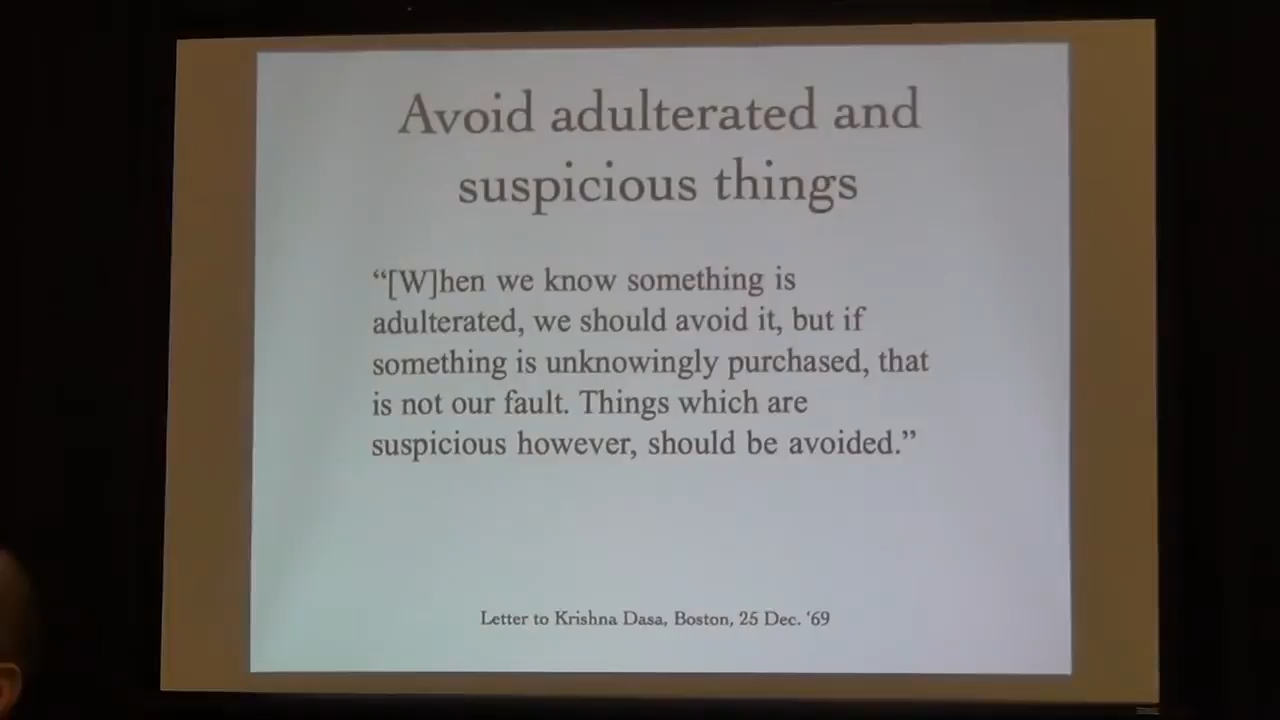 Avoid adulterated and
suspicious things
“[W]hen we know something is
adulterated, we should avoid it, but if
something is unknowingly purchased, that
is not our fault. Things which are
suspicious however, should be avoided.”
Letter to Krishna Dasa, Boston, 25 Dec. ‘69